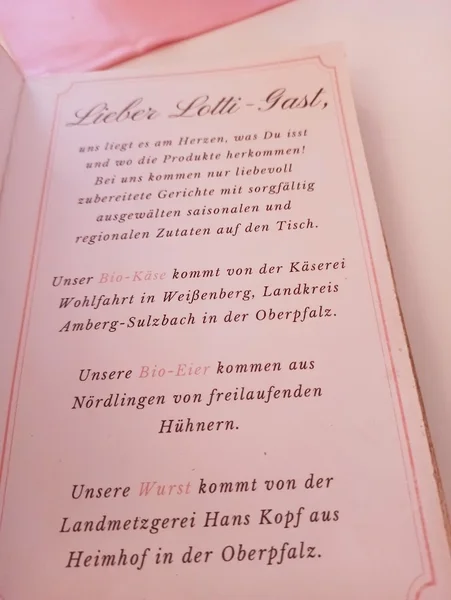 Lieber Lotti-Gast,
uns liegt es am Herzen, was Du isst
und wo die Produkte herkommen!
Bei uns kommen nur liebevoll
zubereitete Gerichte mit sorgfältig
ausgewälten saisonalen und
regionalen Zutaten auf den Tisch.
Unser Bio-Käse kommt von der Käserei
Wohlfahrt in Weißenberg, Landkreis
Amberg-Sulzbach in der Oberpfalz.
Unsere Bio-Eier kommen aus
Nördlingen von freilaufenden
Hühnern.
Unsere Wurst kommt von der
Landmetzgerei Hans Kopf aus
Heimhof in der Oberpfalz.